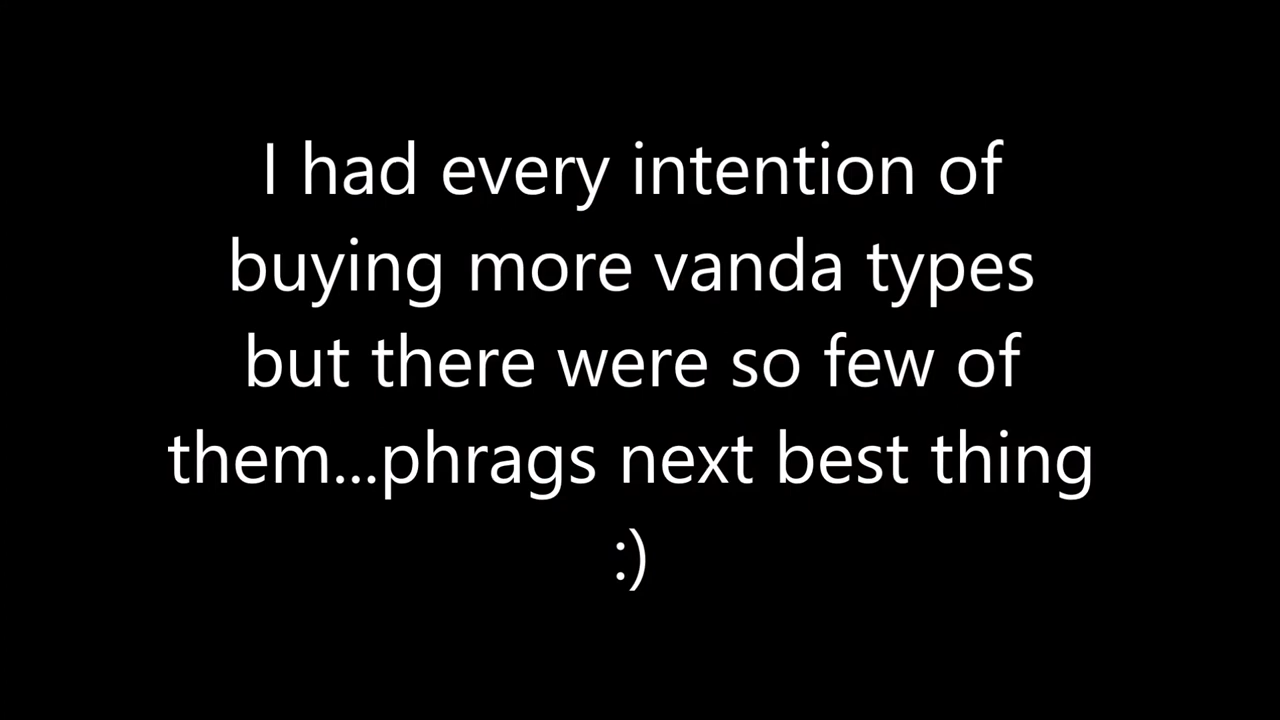 I had every intention of
buying more vanda types
but there were so few of
them...phrags next best thing
:)